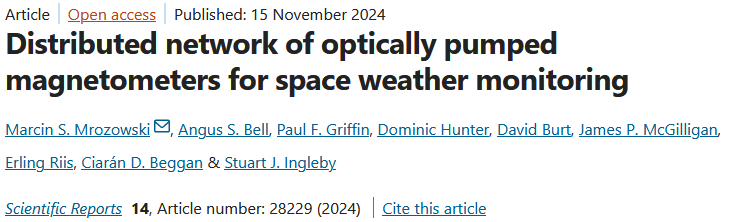 Article | Open access | Published: 15 November 2024
Distributed network of optically pumped
magnetometers for space weather monitoring
Marcin S. Mrozowski, Angus S. Bell, Paul F. Griffin, Dominic Hunter, David Burt, James P. McGilligan,
Erling Riis, Ciarán D. Beggan & Stuart J. Ingleby
Scientific Reports 14, Article number: 28229 (2024) | Cite this article